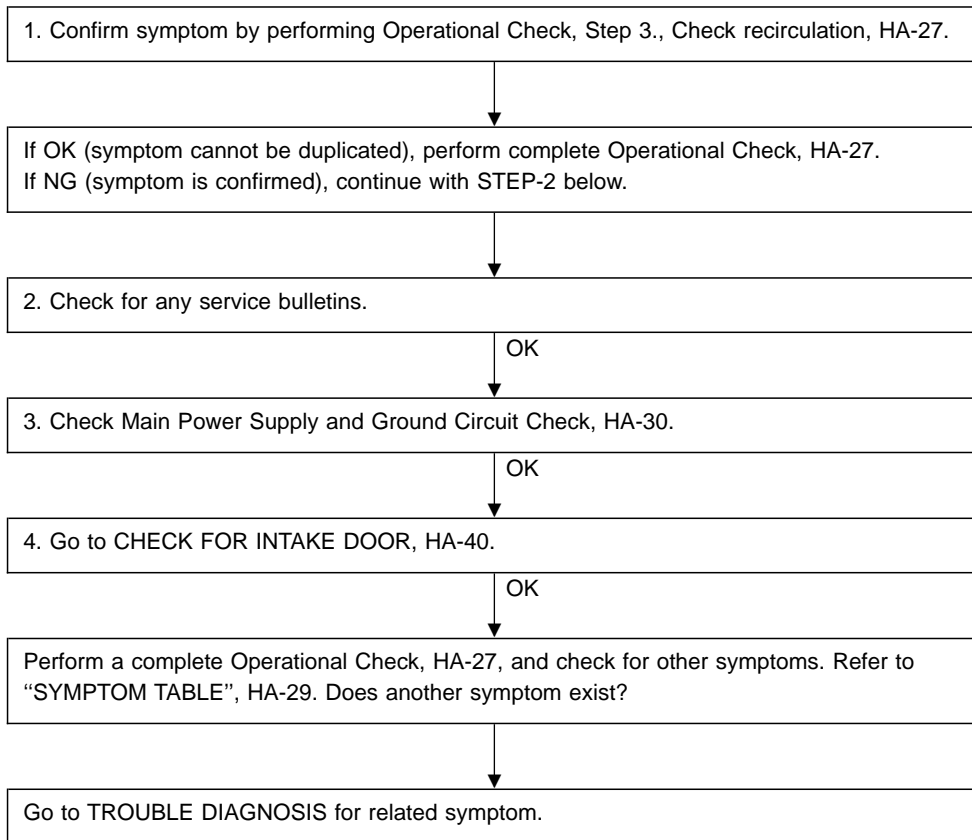 1. Confirm symptom by performing Operational Check, Step 3., Check recirculation, HA-27.
If OK (symptom cannot be duplicated), perform complete Operational Check, HA-27.
If NG (symptom is confirmed), continue with STEP-2 below.
2. Check for any service bulletins.
OK
3. Check Main Power Supply and Ground Circuit Check, HA-30.
OK
4. Go to CHECK FOR INTAKE DOOR, HA-40.
OK
Perform a complete Operational Check, HA-27, and check for other symptoms. Refer to
‘‘SYMPTOM TABLE’’, HA-29. Does another symptom exist?
Go to TROUBLE DIAGNOSIS for related symptom.